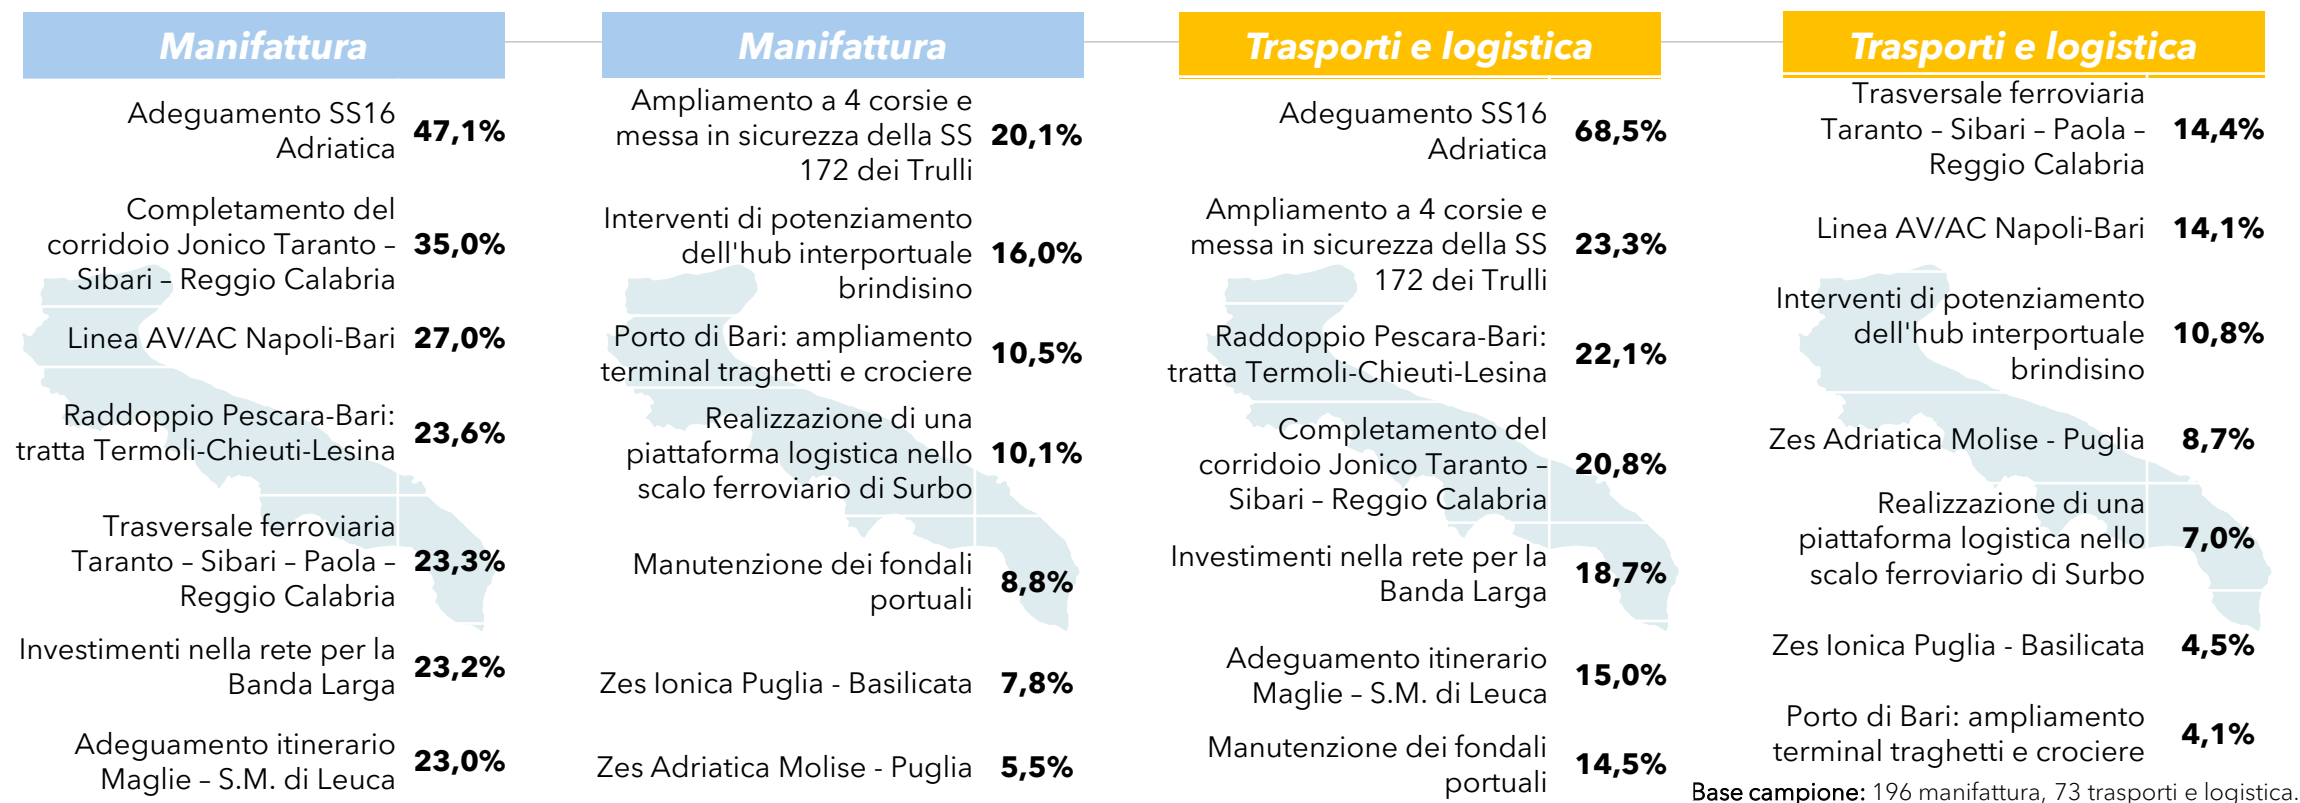 Manifattura
Adeguamento SS16
Adriatica
47,1%
Completamento del
corridoio Jonico Taranto –
Sibari – Reggio Calabria
35,0%
Linea AV/AC Napoli-Bari
27,0%
Raddoppio Pescara-Bari:
tratta Termoli-Chieuti-Lesina
23,6%
Trasversale ferroviaria
Taranto – Sibari – Paola –
Reggio Calabria
23,3%
Investimenti nella rete per la
Banda Larga
23,2%
Adeguamento itinerario
Maglie – S.M. di Leuca
23,0%
Manifattura
Ampliamento a 4 corsie e
messa in sicurezza della SS
172 dei Trulli
20,1%
Interventi di potenziamento
dell'hub interportuale
brindisino
16,0%
Porto di Bari: ampliamento
terminal traghetti e crociere
10,5%
Realizzazione di una
piattaforma logistica nello
scalo ferroviario di Surbo
10,1%
Manutenzione dei fondali
portuali
8,8%
Zes Ionica Puglia - Basilicata
7,8%
Zes Adriatica Molise - Puglia
5,5%
Trasporti e logistica
Adeguamento SS16
Adriatica
68,5%
Ampliamento a 4 corsie e
messa in sicurezza della SS
172 dei Trulli
23,3%
Raddoppio Pescara-Bari:
tratta Termoli-Chieuti-Lesina
22,1%
Completamento del
corridoio Jonico Taranto –
Sibari – Reggio Calabria
20,8%
Investimenti nella rete per la
Banda Larga
18,7%
Adeguamento itinerario
Maglie – S.M. di Leuca
15,0%
Manutenzione dei fondali
portuali
14,5%
Trasporti e logistica
Trasversale ferroviaria
Taranto – Sibari – Paola –
Reggio Calabria
14,4%
Linea AV/AC Napoli-Bari
14,1%
Interventi di potenziamento
dell'hub interportuale
brindisino
10,8%
Zes Adriatica Molise - Puglia
8,7%
Realizzazione di una
piattaforma logistica nello
scalo ferroviario di Surbo
7,0%
Zes Ionica Puglia - Basilicata
4,5%
Porto di Bari: ampliamento
terminal traghetti e crociere
4,1%
Base campione: 196 manifattura, 73 trasporti e logistica.